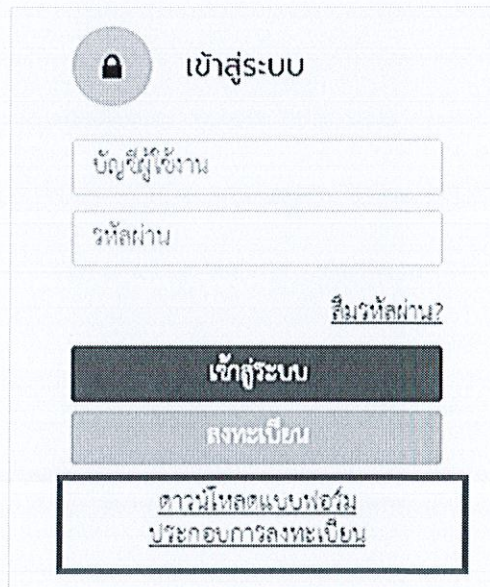 เข้าสู่ระบบ
บัญชีผู้ใช้งาน
รหัสผ่าน
ลืมรหัสผ่าน?
เข้าสู่ระบบ
ลงทะเบียน
ดาวน์โหลดแบบฟอร์ม
ประกอบการลงทะเบียน